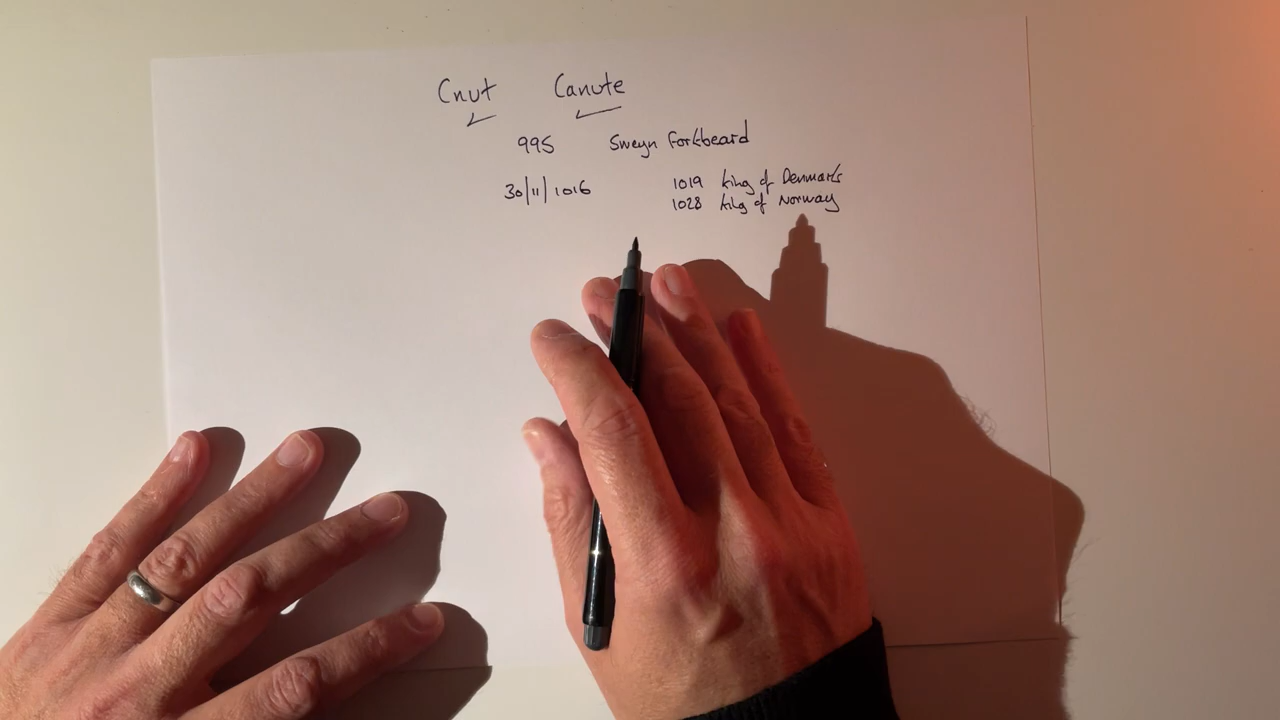 Cnut Canute
995 Sweyn Forkbeard
30/11/1016 1019 King of Denmark
1028 King of Norway